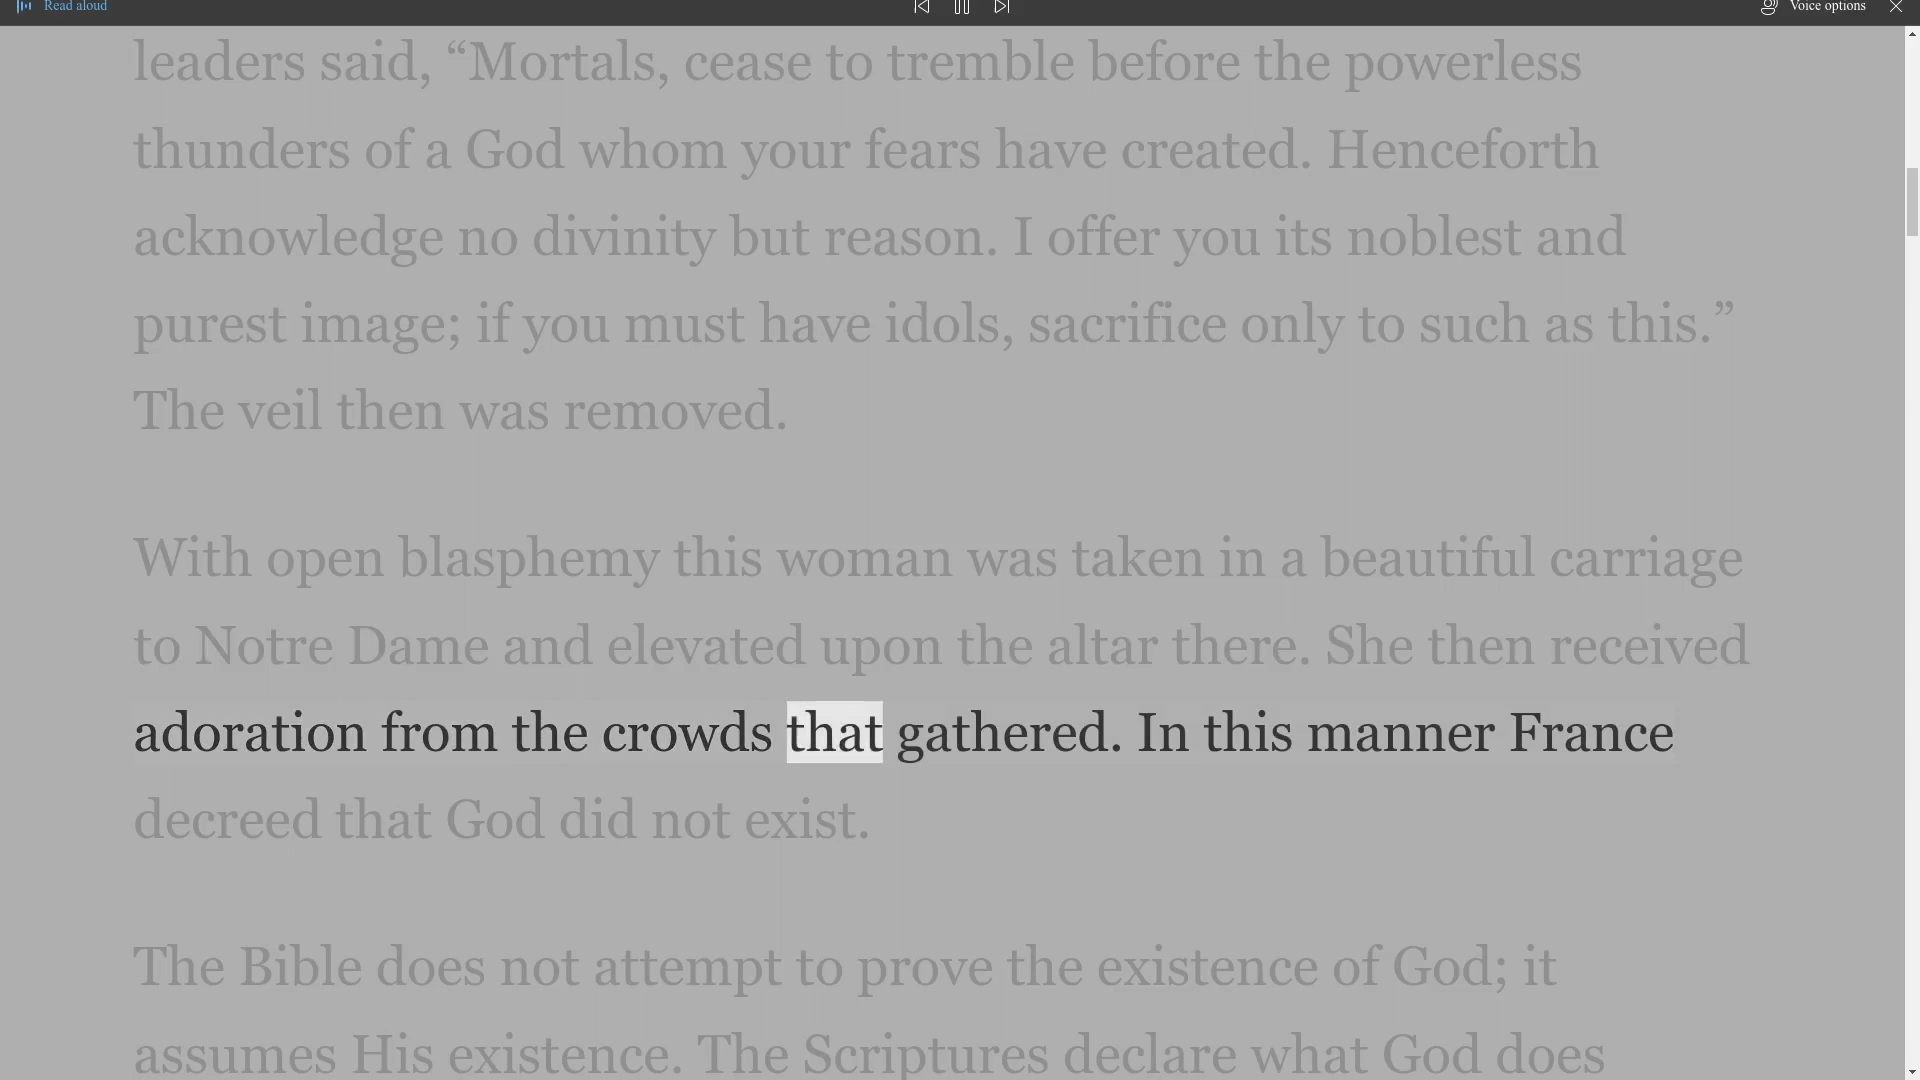 Read aloud
Voice options
leaders said, “Mortals, cease to tremble before the powerless
thunders of a God whom your fears have created. Henceforth
acknowledge no divinity but reason. I offer you its noblest and
purest image; if you must have idols, sacrifice only to such as this.”
The veil then was removed.
With open blasphemy this woman was taken in a beautiful carriage
to Notre Dame and elevated upon the altar there. She then received
adoration from the crowds that gathered. In this manner France
decreed that God did not exist.
The Bible does not attempt to prove the existence of God; it
assumes His existence. The Scriptures declare what God does